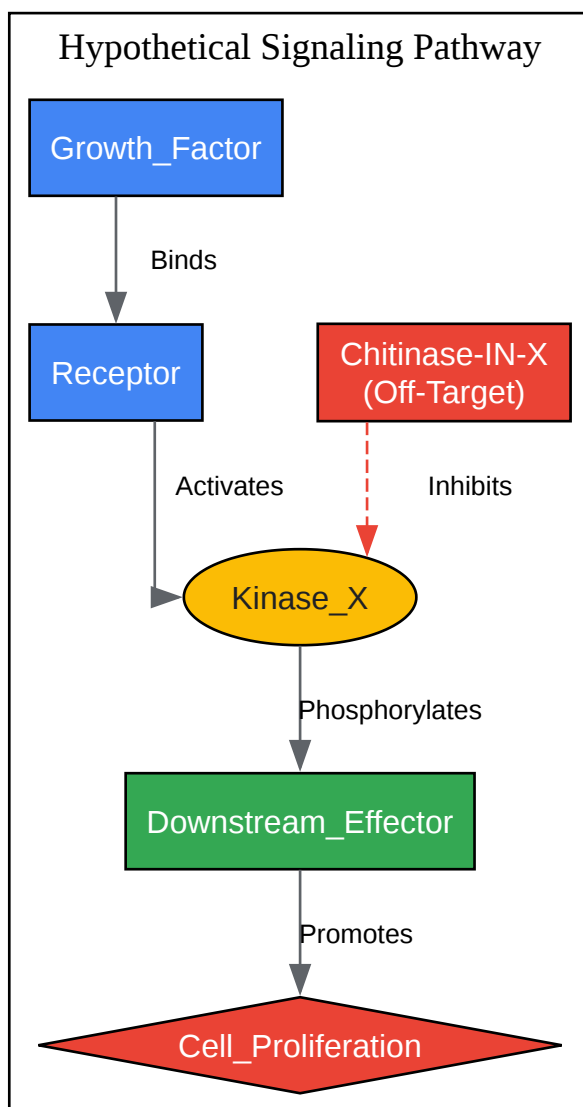 Hypothetical Signaling Pathway
Growth_Factor
Binds
Receptor
Chitinase-IN-X
(Off-Target)
Activates
Inhibits
Kinase_X
Phosphorylates
Downstream_Effector
Promotes
Cell_Proliferation